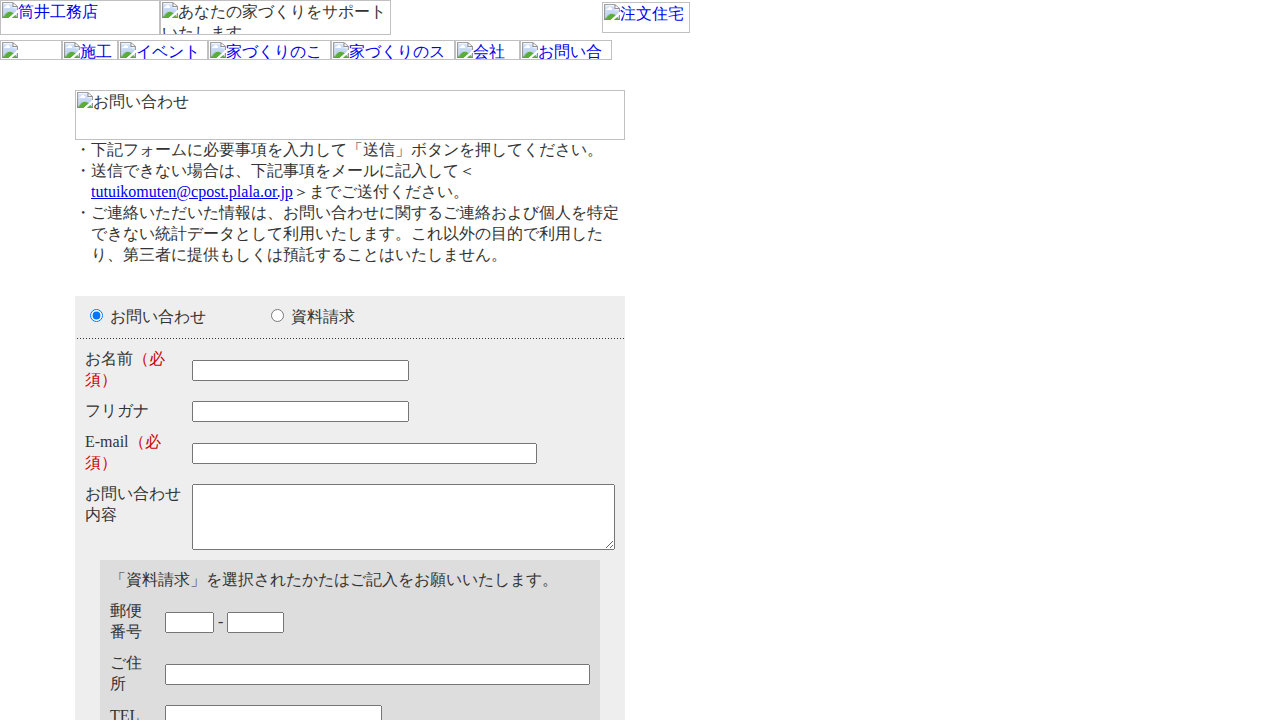 筒井工務店 あなたの家づくりをサポート 注文住宅
いたします
施工 イベント 家づくりのこ 家づくりのス 会社 お問い合
お問い合わせ
・下記フォームに必要事項を入力して「送信」ボタンを押してください。
・送信できない場合は、下記事項をメールに記入して＜
tutuikomuten@cpost.plala.or.jp＞までご送付ください。
・ご連絡いただいた情報は、お問い合わせに関するご連絡および個人を特定
できない統計データとして利用いたします。これ以外の目的で利用した
り、第三者に提供もしくは預託することはいたしません。
お問い合わせ 資料請求
お名前（必
須）
フリガナ
E-mail（必
須）
お問い合わせ
内容
「資料請求」を選択されたかたはご記入をお願いいたします。
郵便
番号
-
ご住
所
TEL